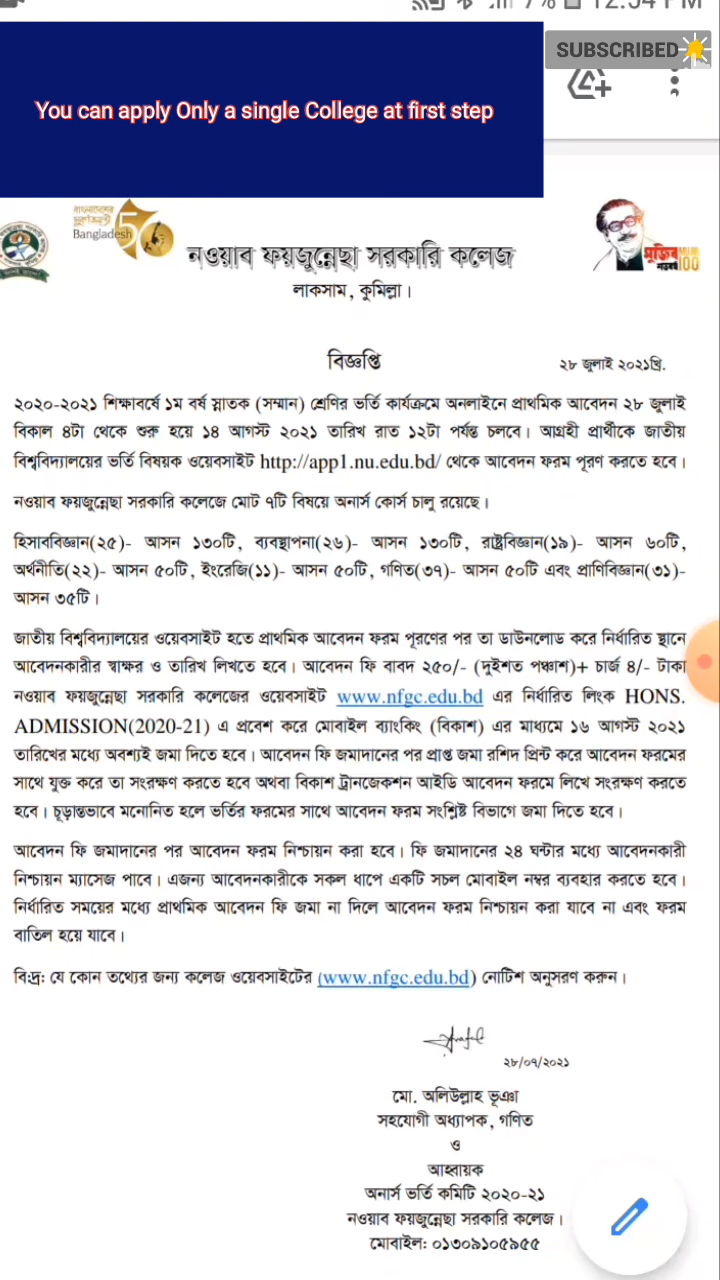 7% 12:54 PM
SUBSCRIBED
You can apply Only a single College at first step
Bangladesh 50
মুজিব 100
নওয়াব ফয়জুন্নেছা সরকারি কলেজ
লাকসাম, কুমিল্লা।
বিজ্ঞপ্তি
২৮ জুলাই ২০২১খ্রি.
২০২০-২০২১ শিক্ষাবর্ষে ১ম বর্ষ স্নাতক (সম্মান) শ্রেণির ভর্তি কার্যক্রমে অনলাইনে প্রাথমিক আবেদন ২৮ জুলাই
বিকাল ৪টা থেকে শুরু হয়ে ১৪ আগস্ট ২০২১ তারিখ রাত ১২টা পর্যন্ত চলবে। আগ্রহী প্রার্থীকে জাতীয়
বিশ্ববিদ্যালয়ের ভর্তি বিষয়ক ওয়েবসাইট http://app1.nu.edu.bd/ থেকে আবেদন ফরম পূরণ করতে হবে।
নওয়াব ফয়জুন্নেছা সরকারি কলেজে মোট ৭টি বিষয়ে অনার্স কোর্স চালু রয়েছে।
হিসাববিজ্ঞান(২৫)- আসন ১৩০টি, ব্যবস্থাপনা(২৬)- আসন ১৩০টি, রাষ্ট্রবিজ্ঞান(১৯)- আসন ৬০টি,
অর্থনীতি(২২)- আসন ৫০টি, ইংরেজি(১১)- আসন ৫০টি, গণিত(৩৭)- আসন ৫০টি এবং প্রাণিবিজ্ঞান(৩১)-
আসন ৩৫টি।
জাতীয় বিশ্ববিদ্যালয়ের ওয়েবসাইট হতে প্রাথমিক আবেদন ফরম পূরণের পর তা ডাউনলোড করে নির্ধারিত স্থানে
আবেদনকারীর স্বাক্ষর ও তারিখ লিখতে হবে। আবেদন ফি বাবদ ২৫০/- (দুইশত পঞ্চাশ)+ চার্জ ৪/- টাকা
নওয়াব ফয়জুন্নেছা সরকারি কলেজের ওয়েবসাইট www.nfgc.edu.bd এর নির্ধারিত লিংক HONS.
ADMISSION(2020-21) এ প্রবেশ করে মোবাইল ব্যাংকিং (বিকাশ) এর মাধ্যমে ১৬ আগস্ট ২০২১
তারিখের মধ্যে অবশ্যই জমা দিতে হবে। আবেদন ফি জমাদানের পর প্রাপ্ত জমা রশিদ প্রিন্ট করে আবেদন ফরমের
সাথে যুক্ত করে তা সংরক্ষণ করতে হবে অথবা বিকাশ ট্রানজেকশন আইডি আবেদন ফরমে লিখে সংরক্ষণ করতে
হবে। চূড়ান্তভাবে মনোনিত হলে ভর্তির ফরমের সাথে আবেদন ফরম সংশ্লিষ্ট বিভাগে জমা দিতে হবে।
আবেদন ফি জমাদানের পর আবেদন ফরম নিশ্চায়ন করা হবে। ফি জমাদানের ২৪ ঘন্টার মধ্যে আবেদনকারী
নিশ্চায়ন ম্যাসেজ পাবে। এজন্য আবেদনকারীকে সকল ধাপে একটি সচল মোবাইল নম্বর ব্যবহার করতে হবে।
নির্ধারিত সময়ের মধ্যে প্রাথমিক আবেদন ফি জমা না দিলে আবেদন ফরম নিশ্চায়ন করা যাবে না এবং ফরম
বাতিল হয়ে যাবে।
বি:দ্র: যে কোন তথ্যের জন্য কলেজ ওয়েবসাইটের (www.nfgc.edu.bd) নোটিশ অনুসরণ করুন।
২৮/০৭/২০২১
মো. অলিউল্লাহ ভূঞা
সহযোগী অধ্যাপক, গণিত
ও
আহ্বায়ক
অনার্স ভর্তি কমিটি ২০২০-২১
নওয়াব ফয়জুন্নেছা সরকারি কলেজ।
মোবাইল: ০১৩০৯১০৫৯৫৫